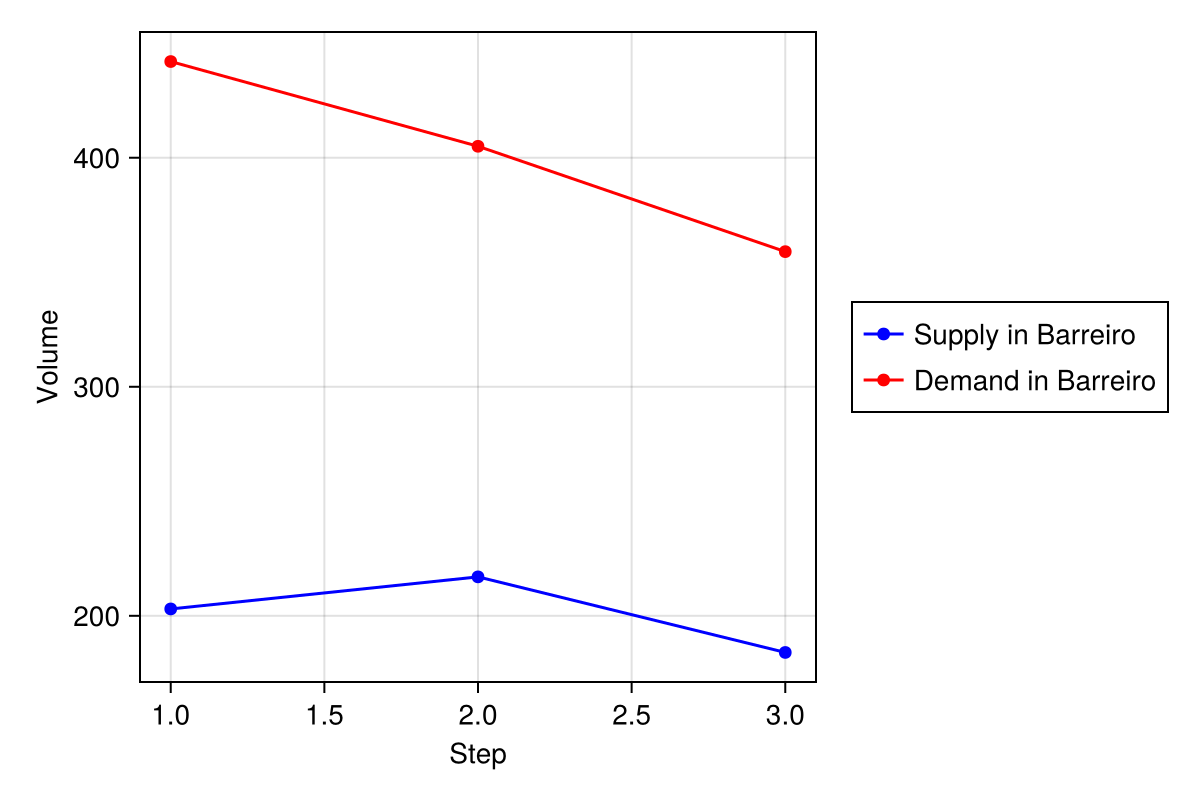 400
300
200
Volume
1.0 1.5 2.0 2.5 3.0
Step
Supply in Barreiro
Demand in Barreiro